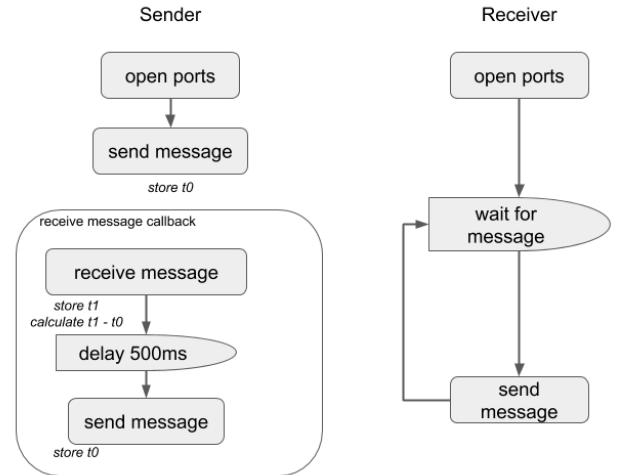 Sender
open ports
send message
store t0
receive message callback
receive message
store t1
calculate t1 - t0
delay 500ms
send message
store t0
Receiver
open ports
wait for
message
send
message